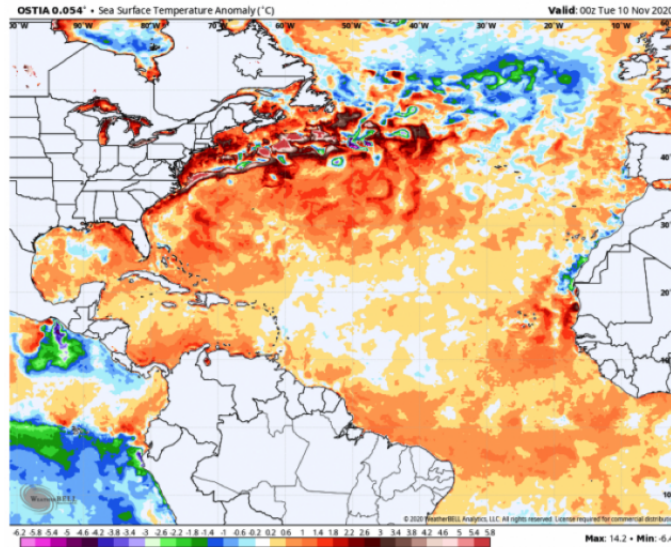 OSTIA 0.054° • Sea Surface Temperature Anomaly (°C) Valid: 00z Tue 10 Nov 2020
90°W 80°W 70°W 60°W 50°W 40°W 30°W 20°W 10°W
40°
30°
20°
WeatherBELL
© 2020 WeatherBELL Analytics, LLC. All rights reserved. License required for commercial distribu
-6.2 -5.8 -5.4 -5 -4.6 -4.2 -3.8 -3.4 -3 -2.6 -2.2 -1.8 -1.4 -1 -0.6 -0.2 0.2 0.6 1 1.4 1.8 2.2 2.6 3 3.4 3.8 4.2 4.6 5 5.4 5.8
Max: 14.2 • Min: -6.